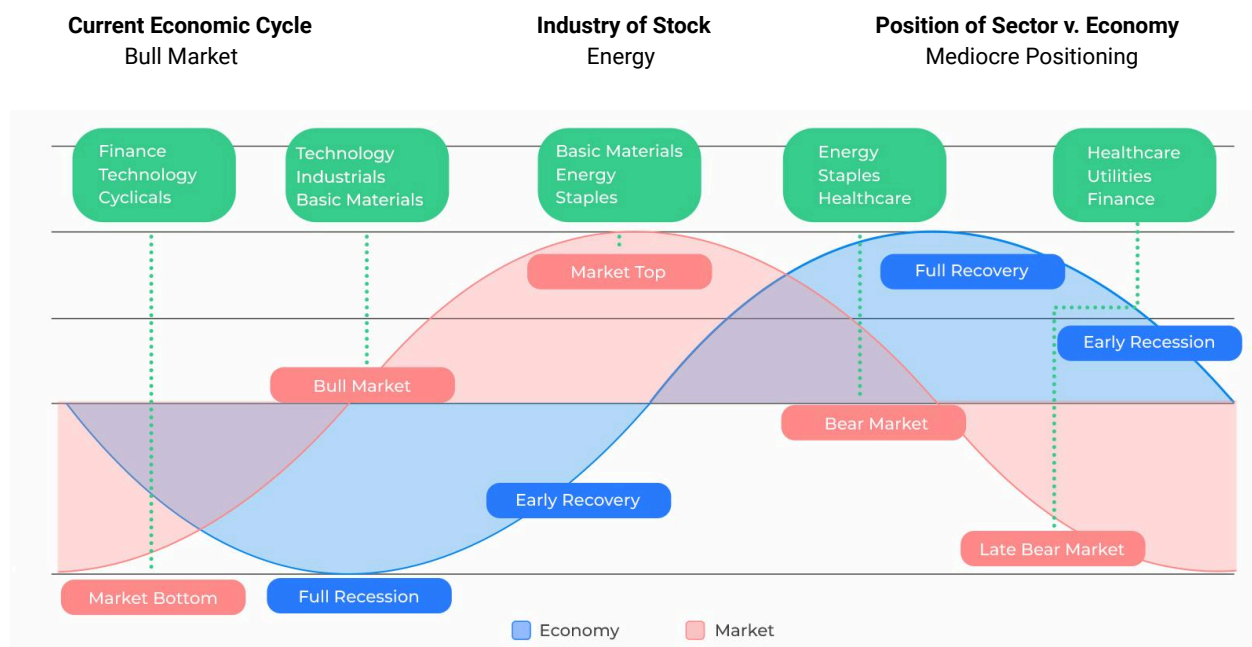 Current Economic Cycle
Bull Market
Industry of Stock
Energy
Position of Sector v. Economy
Mediocre Positioning
Finance
Technology
Cyclicals
Technology
Industrials
Basic Materials
Basic Materials
Energy
Staples
Energy
Staples
Healthcare
Healthcare
Utilities
Finance
Market Top
Full Recovery
Early Recession
Bull Market
Bear Market
Early Recovery
Late Bear Market
Market Bottom
Full Recession
Economy
Market